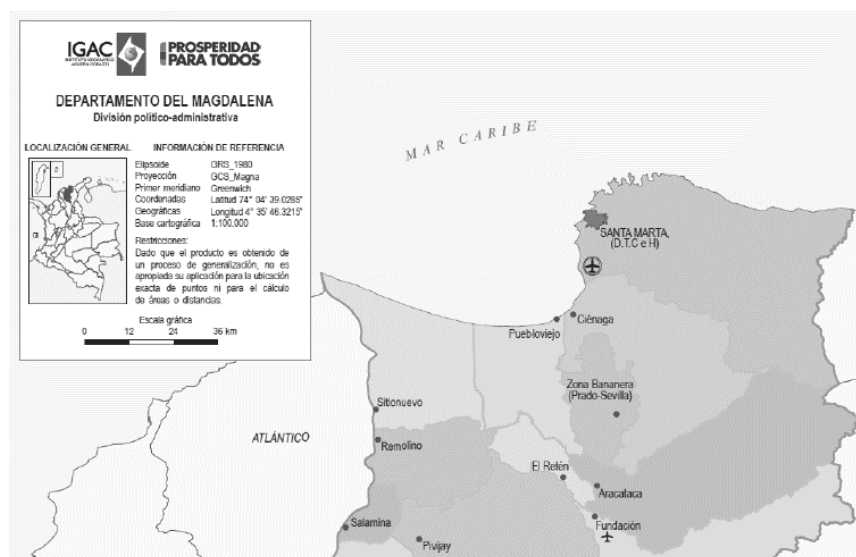 IGAC
INSTITUTO GEOGRÁFICO
AGUSTÍN CODAZZI
PROSPERIDAD
PARA TODOS
DEPARTAMENTO DEL MAGDALENA
División político-administrativa
LOCALIZACIÓN GENERAL
INFORMACIÓN DE REFERENCIA
Elipsoide GRS_1980
Proyección GCS_Magna
Primer meridiano Greenwich
Coordenadas Latitud 74° 04' 39.0285"
Geográficas Longitud 4° 35' 46.3215"
Base cartográfica 1:100.000
Restricciones:
Dado que el producto es obtenido de
un proceso de generalización, no es
apropiada su aplicación para la ubicación
exacta de puntos ni para el cálculo
de áreas o distancias.
Escala gráfica
0 12 24 36 km
MAR CARIBE
SANTA MARTA,
(D.T.C e H)
Ciénaga
Puebloviejo
Zona Bananera
(Prado-Sevilla)
Sitionuevo
ATLÁNTICO
Remolino
El Retén
Aracataca
Salamina
Fundación
Pivijay